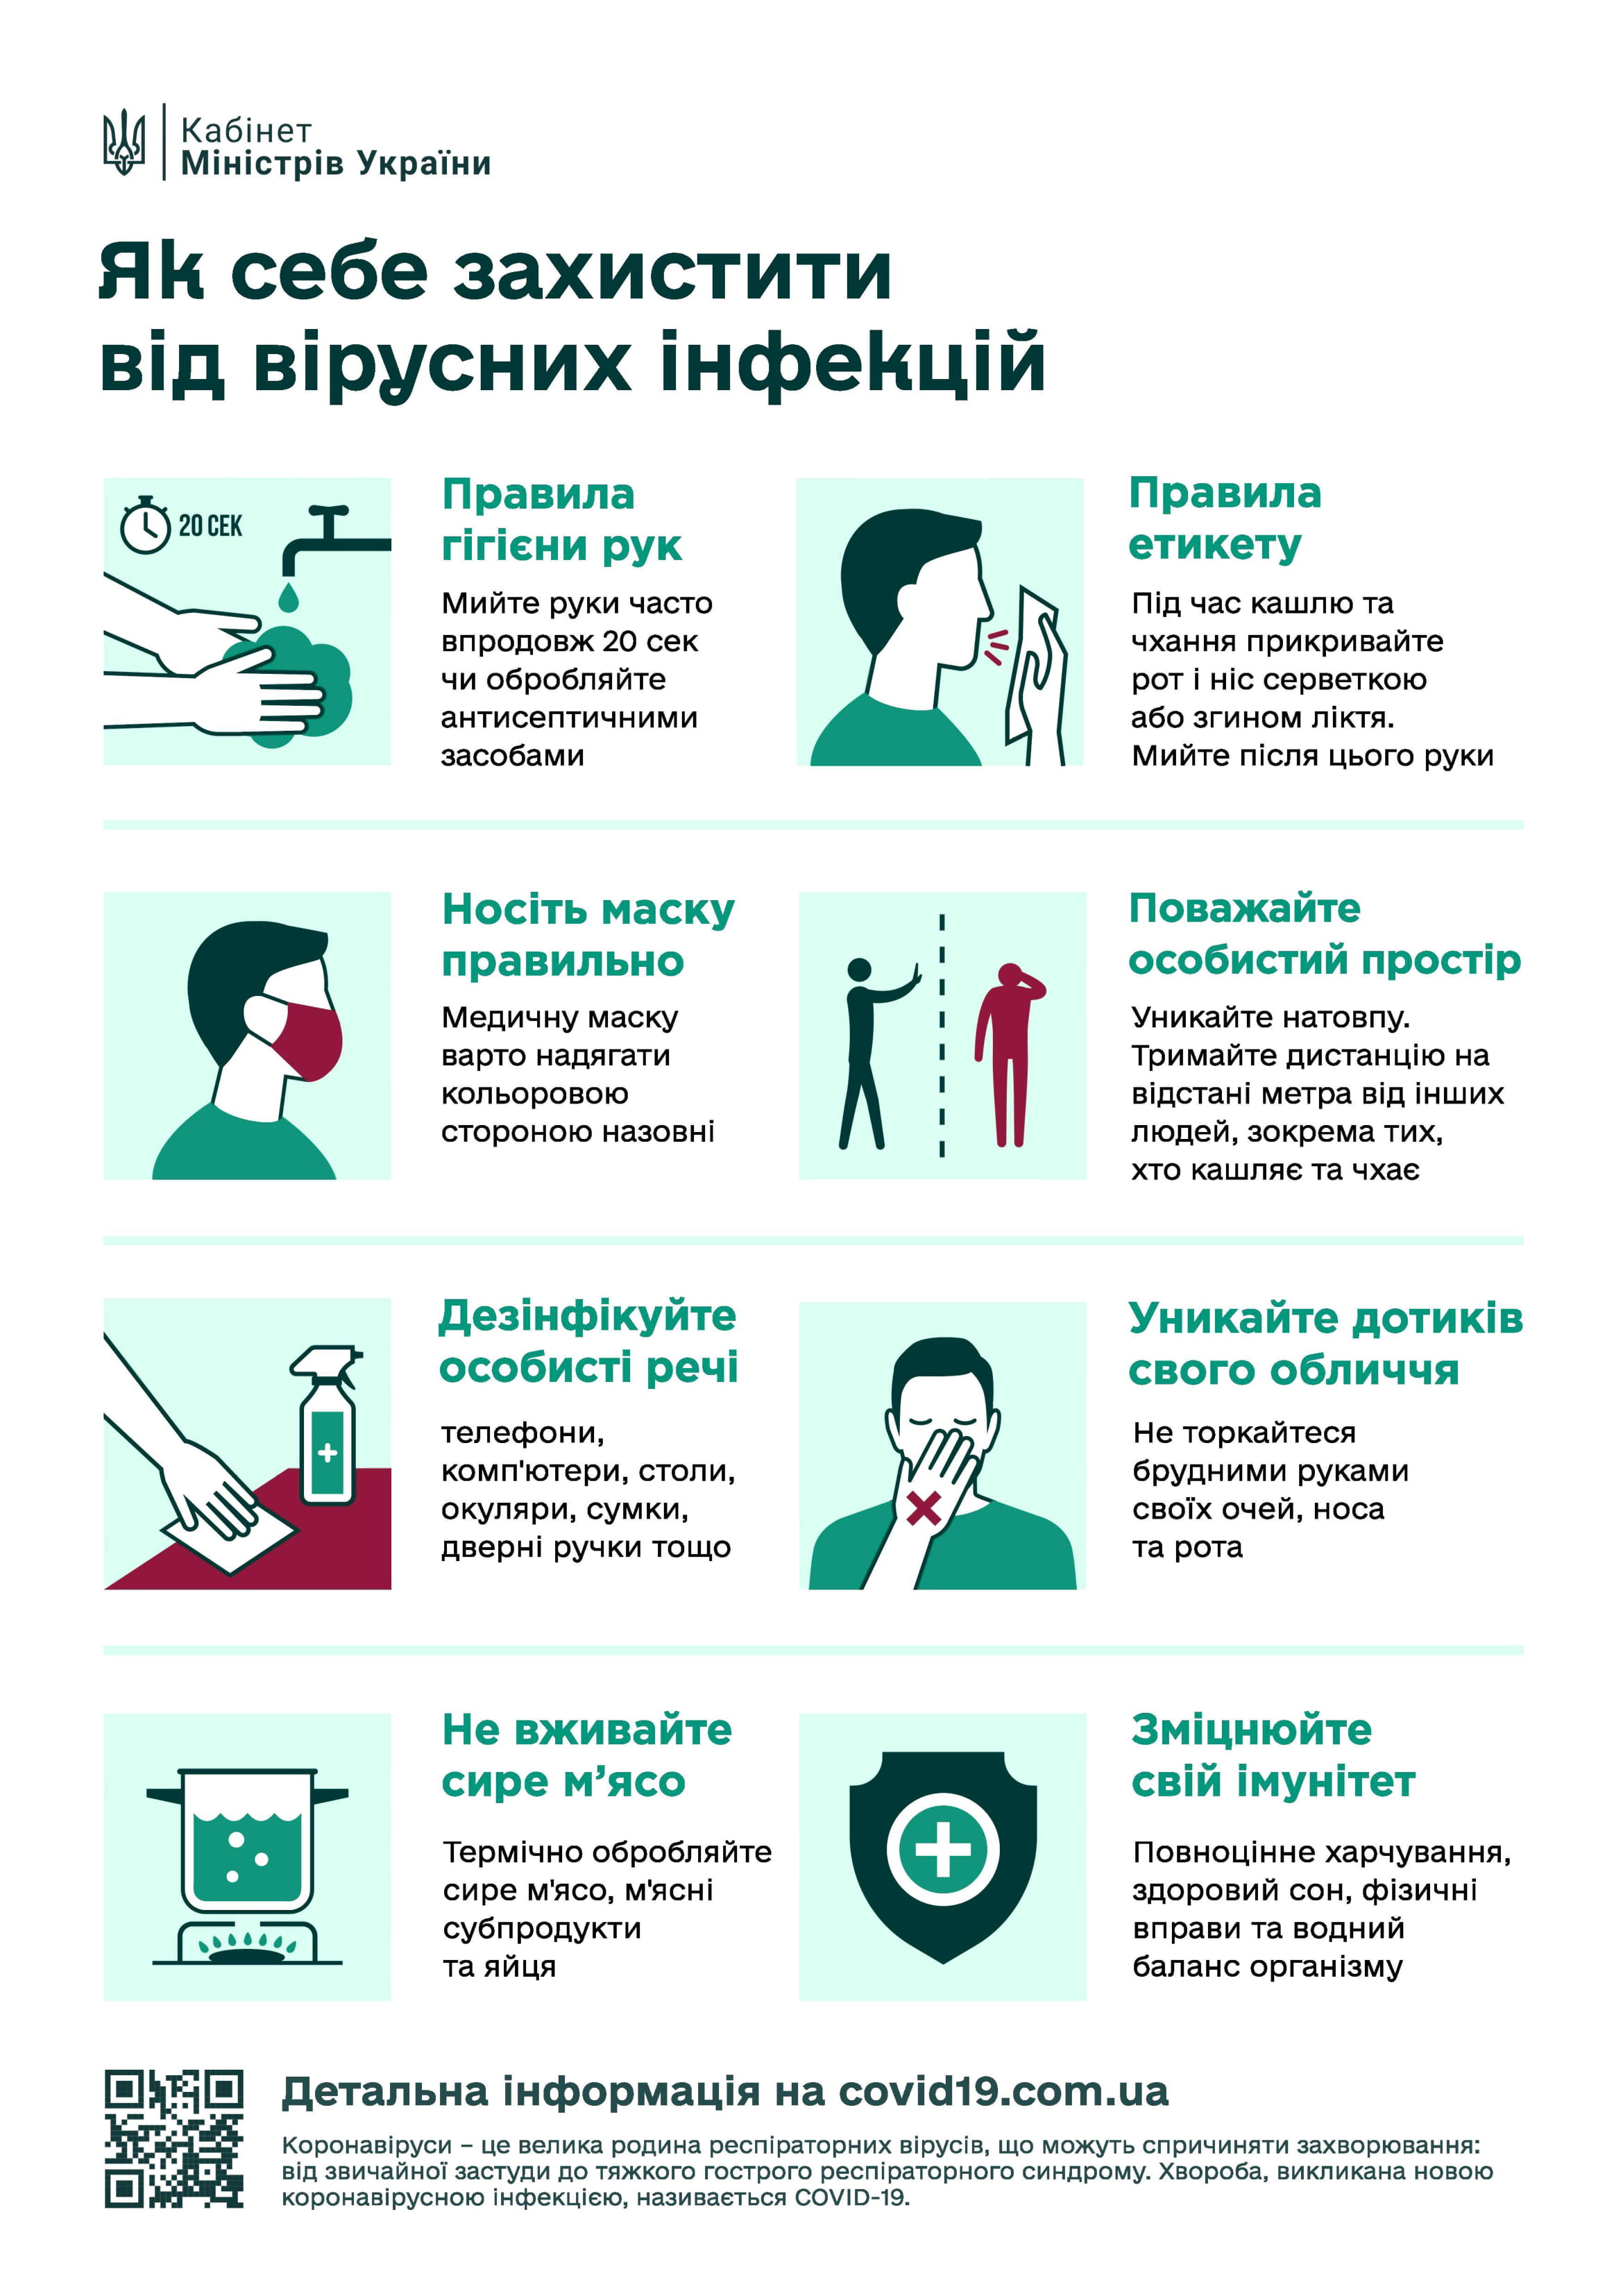 Кабінет
Міністрів України
Як себе захистити
від вірусних інфекцій
20 СЕК
Правила
гігієни рук
Мийте руки часто
впродовж 20 сек
чи обробляйте
антисептичними
засобами
Правила
етикету
Під час кашлю та
чхання прикривайте
рот і ніс серветкою
або згином ліктя.
Мийте після цього руки
Носіть маску
правильно
Медичну маску
варто надягати
кольоровою
стороною назовні
Поважайте
особистий простір
Уникайте натовпу.
Тримайте дистанцію на
відстані метра від інших
людей, зокрема тих,
хто кашляє та чхає
Дезінфікуйте
особисті речі
телефони,
комп'ютери, столи,
окуляри, сумки,
дверні ручки тощо
Уникайте дотиків
свого обличчя
Не торкайтеся
брудними руками
своїх очей, носа
та рота
Не вживайте
сире м’ясо
Термічно обробляйте
сире м'ясо, м'ясні
субпродукти
та яйця
Зміцнюйте
свій імунітет
Повноцінне харчування,
здоровий сон, фізичні
вправи та водний
баланс організму
Детальна інформація на covid19.com.ua
Коронавіруси – це велика родина респіраторних вірусів, що можуть спричиняти захворювання:
від звичайної застуди до тяжкого гострого респіраторного синдрому. Хвороба, викликана новою
коронавірусною інфекцією, називається COVID-19.